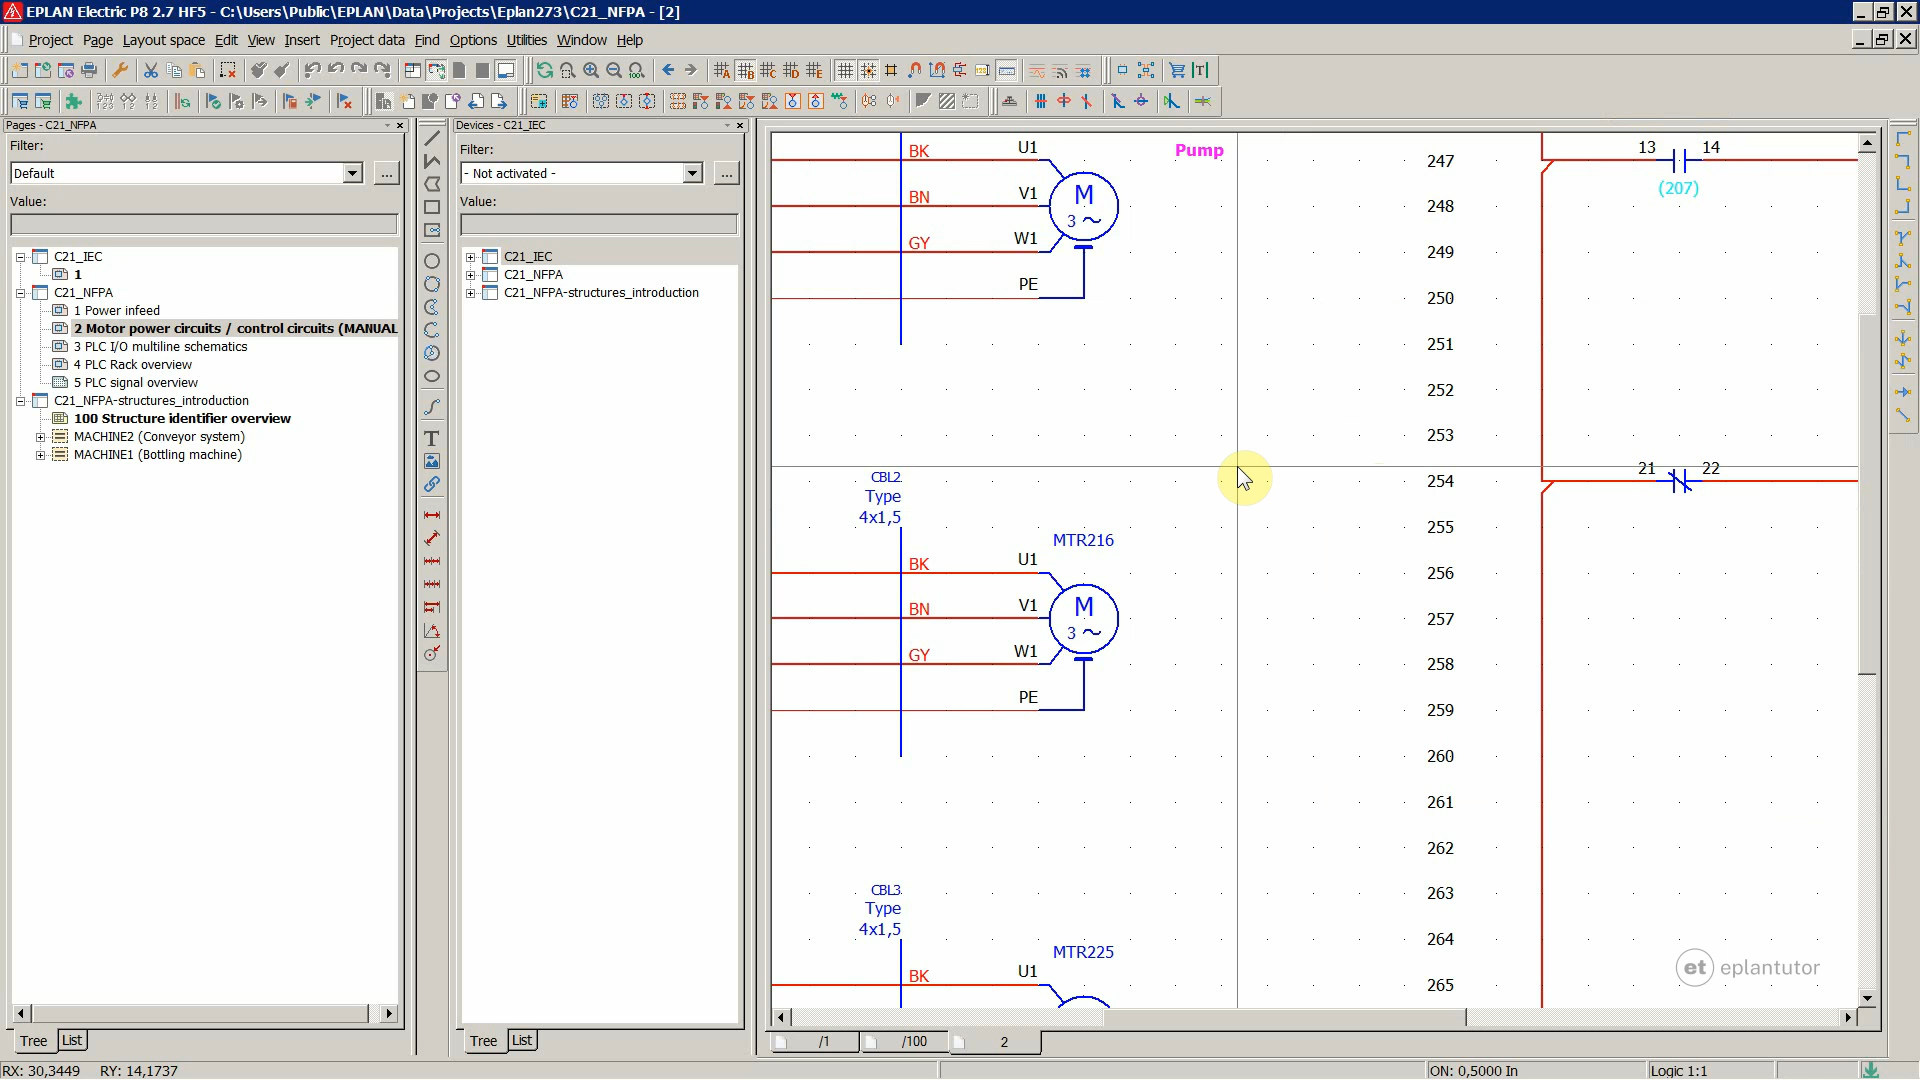 EPLAN Electric P8 2.7 HF5 - C:\Users\Public\EPLAN\Data\Projects\Eplan273\C21_NFPA - [2]
Project Page Layout space Edit View Insert Project data Find Options Utilities Window Help
Pages - C21_NFPA
Filter:
Default
...
Value:
C21_IEC
1
C21_NFPA
1 Power infeed
2 Motor power circuits / control circuits (MANUAL
3 PLC I/O multiline schematics
4 PLC Rack overview
5 PLC signal overview
C21_NFPA-structures_introduction
100 Structure identifier overview
MACHINE2 (Conveyor system)
MACHINE1 (Bottling machine)
Tree List
Devices - C21_IEC
Filter:
- Not activated -
...
Value:
C21_IEC
C21_NFPA
C21_NFPA-structures_introduction
Tree List
BK U1 Pump 247 13 14
M
3
(207)
BN V1 248
GY W1 249
PE 250
251
252
253
CBL2 254 21 22
Type
4x1,5
255
MTR216
BK U1 256
M
3
BN V1 257
GY W1 258
PE 259
260
261
262
CBL3 263
Type
4x1,5
264
MTR225
BK U1 265
et eplantutor
/1 /100 2
RX: 30,3449 RY: 14,1737 ON: 0,5000 In Logic 1:1